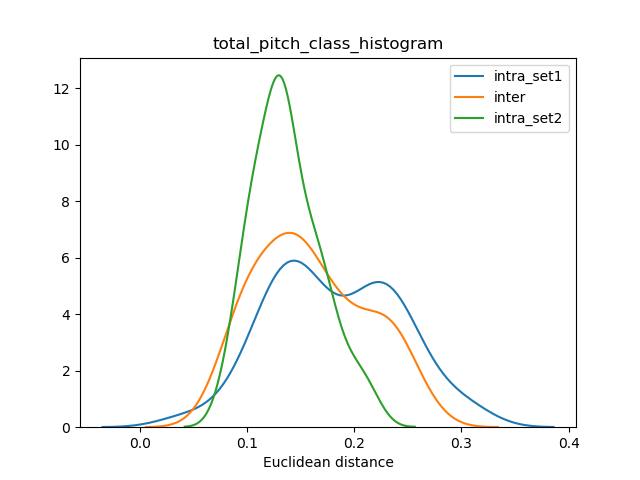 total_pitch_class_histogram
intra_set1
inter
intra_set2
12
10
8
6
4
2
0
0.0 0.1 0.2 0.3 0.4
Euclidean distance